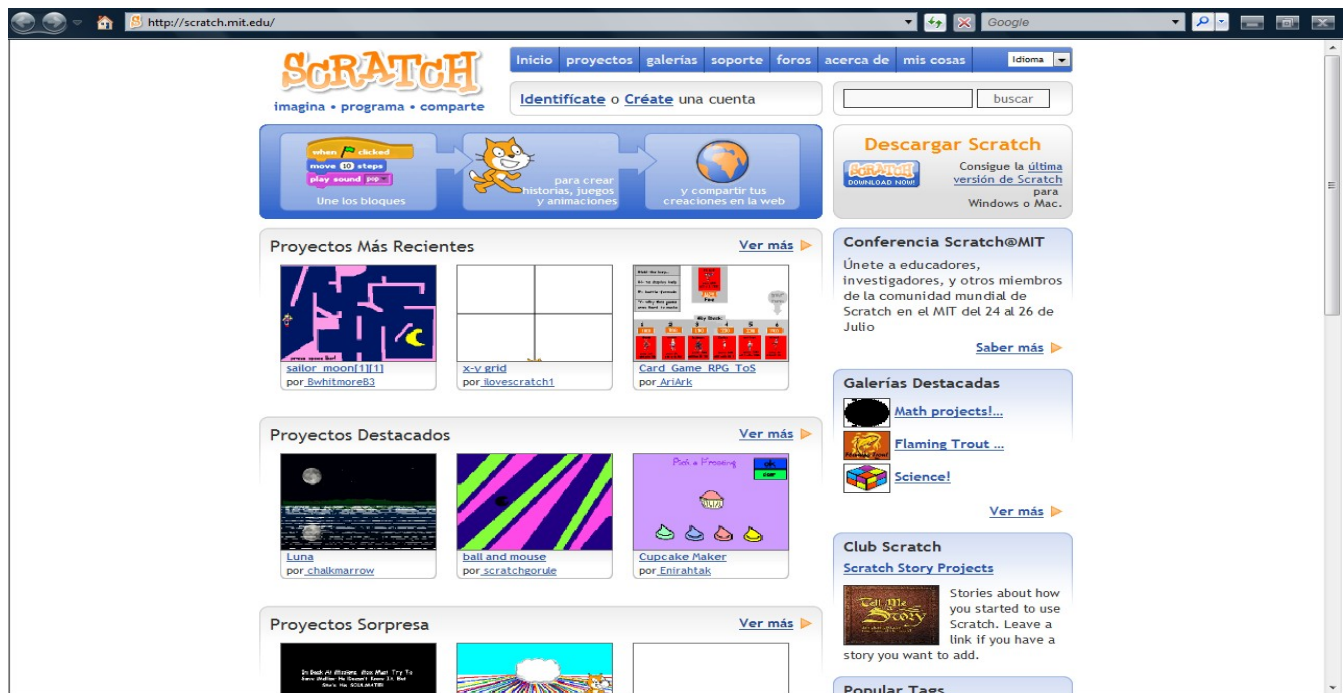 http://scratch.mit.edu/
Google
SCRATCH
imagina • programa • comparte
Inicio proyectos galerías soporte foros acerca de mis cosas
Idioma
Identifícate o Créate una cuenta
buscar
when clicked
move 10 steps
play sound pop
Une los bloques
para crear
historias, juegos
y animaciones
y compartir tus
creaciones en la web
Descargar Scratch
SCRATCH
DOWNLOAD NOW!
Consigue la última
versión de Scratch
para
Windows o Mac.
Proyectos Más Recientes
Ver más
sailor moon[1][1]
por BwhitmoreB3
x-y grid
por ilovescratch1
My Deck:
Card Game RPG ToS
por AriArk
Conferencia Scratch@MIT
Únete a educadores,
investigadores, y otros miembros
de la comunidad mundial de
Scratch en el MIT del 24 al 26 de
Julio
Saber más
Proyectos Destacados
Ver más
Luna
por chalkmarrow
ball and mouse
por scratchgorule
Pick a Frosting
Cupcake Maker
por Enirahtak
Galerías Destacadas
Math projects!...
Flaming Trout ...
Science!
Ver más
Club Scratch
Scratch Story Projects
Tell Me a
Story
Stories about how
you started to use
Scratch. Leave a
link if you have a
story you want to add.
Proyectos Sorpresa
Ver más
Popular Tags